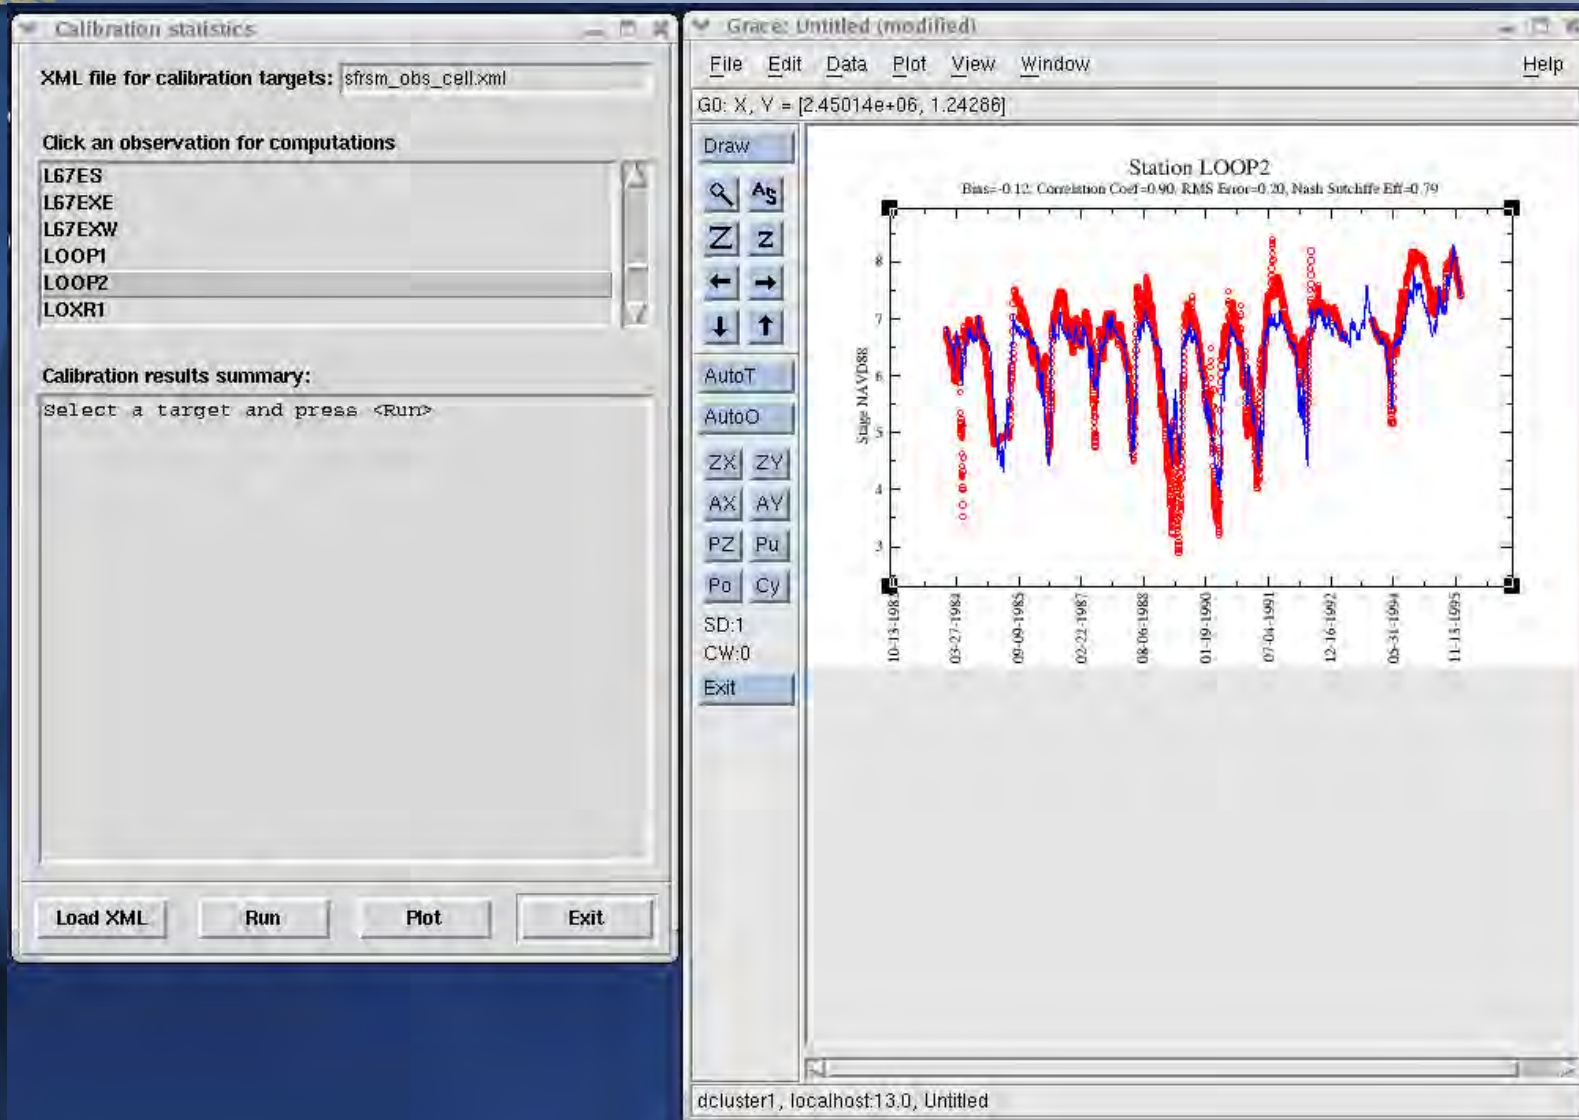 Calibration statistics
XML file for calibration targets: sfrsm_obs_cell.xml
Click an observation for computations
L67ES
L67EXE
L67EXW
LOOP1
LOOP2
LOXR1
Calibration results summary:
Select a target and press <Run>
Load XML
Run
Plot
Exit
Grace: Untitled (modified)
File Edit Data Plot View Window Help
G0: X, Y = [2.45014e+06, 1.24286]
Draw
AS
Z z
AutoT
AutoO
ZX ZY
AX AY
PZ Pu
Po Cy
SD:1
CW:0
Exit
Station LOOP2
Bias=-0.12, Correlation Coef=0.90, RMS Error=0.20, Nash Sutcliffe Eff=0.79
Stage NAVD88
8
7
6
5
4
3
10-13-1982
03-27-1984
09-09-1985
02-22-1987
08-06-1988
01-19-1990
07-04-1991
12-16-1992
05-31-1994
11-13-1995
dcluster1, localhost:13.0, Untitled